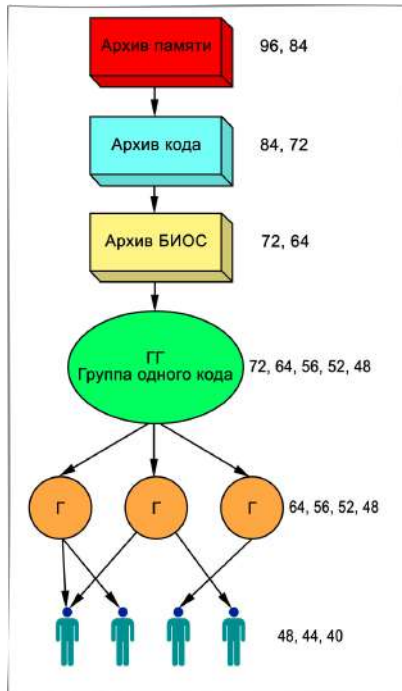 Архив памяти
96, 84
Архив кода
84, 72
Архив БИОС
72, 64
ГГ
Группа одного кода
72, 64, 56, 52, 48
Г
Г
Г
64, 56, 52, 48
48, 44, 40